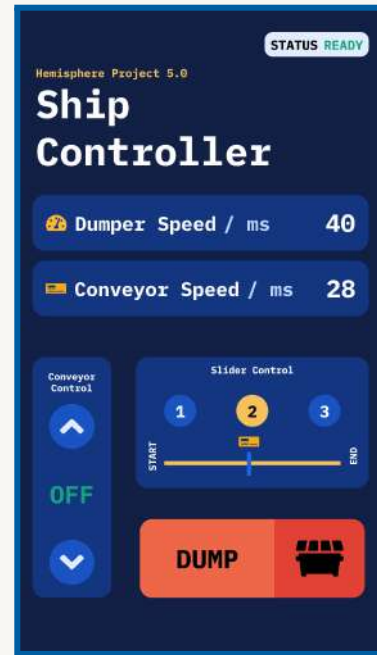 STATUS READY
Hemisphere Project 5.0
Ship
Controller
Dumper Speed / ms 40
Conveyor Speed / ms 28
Conveyor
Control
OFF
Slider Control
1 2 3
START
END
DUMP